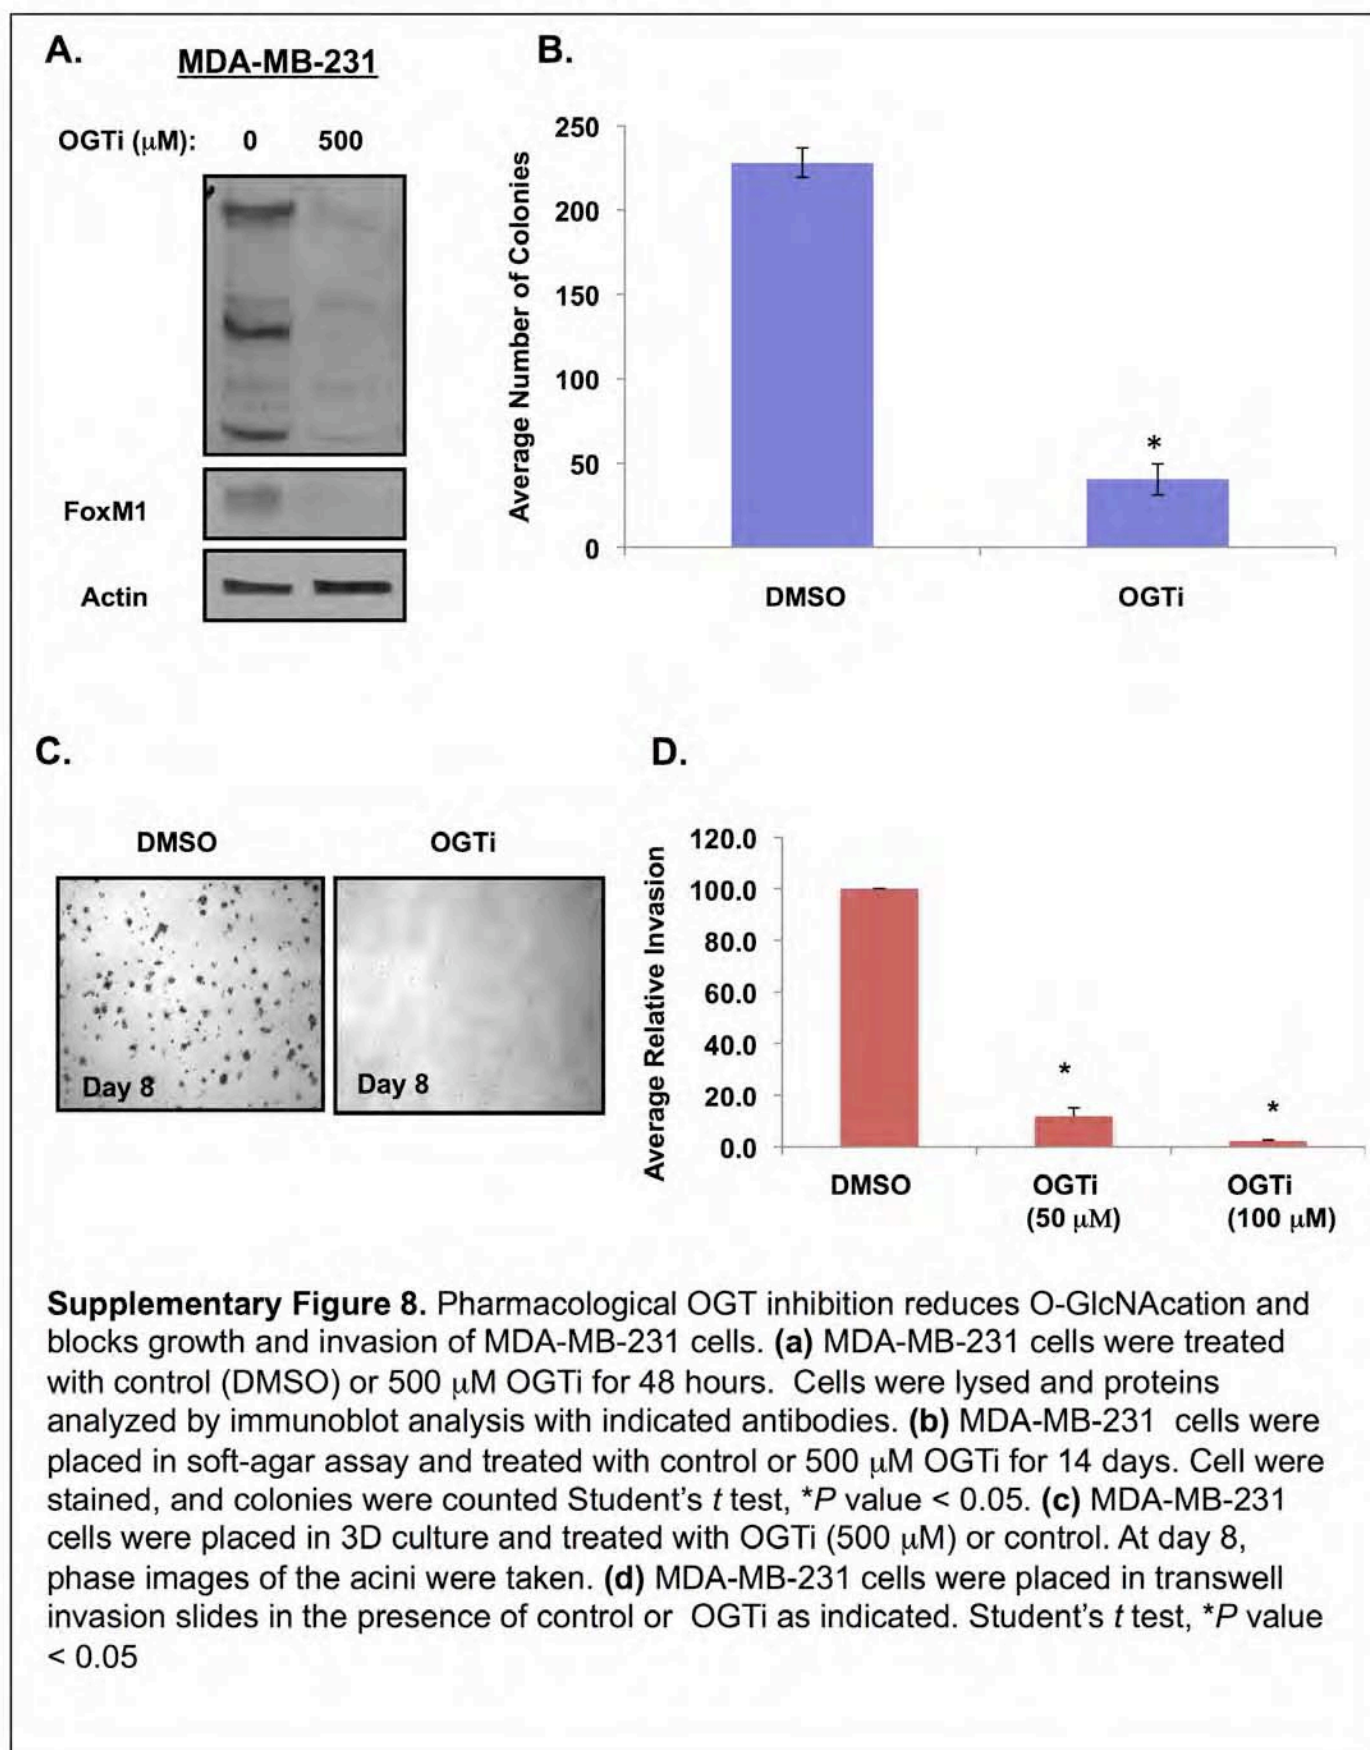 A.
MDA-MB-231
OGTi (μM): 0 500
FoxM1
Actin
B.
Average Number of Colonies
250
200
150
100
50
0
*
DMSO OGTi
C.
DMSO OGTi
Day 8 Day 8
D.
Average Relative Invasion
120.0
100.0
80.0
60.0
40.0
20.0
0.0
*
*
DMSO OGTi OGTi
(50 μM) (100 μM)
Supplementary Figure 8. Pharmacological OGT inhibition reduces O-GlcNAcation and
blocks growth and invasion of MDA-MB-231 cells. (a) MDA-MB-231 cells were treated
with control (DMSO) or 500 μM OGTi for 48 hours. Cells were lysed and proteins
analyzed by immunoblot analysis with indicated antibodies. (b) MDA-MB-231 cells were
placed in soft-agar assay and treated with control or 500 μM OGTi for 14 days. Cell were
stained, and colonies were counted Student's t test, *P value < 0.05. (c) MDA-MB-231
cells were placed in 3D culture and treated with OGTi (500 μM) or control. At day 8,
phase images of the acini were taken. (d) MDA-MB-231 cells were placed in transwell
invasion slides in the presence of control or OGTi as indicated. Student's t test, *P value
< 0.05